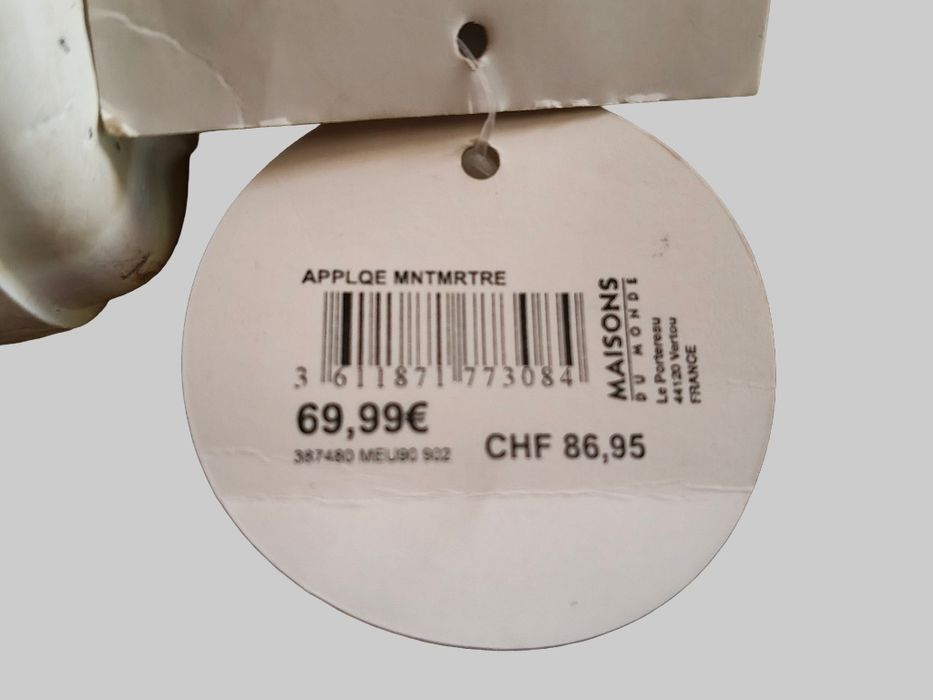 APPLQE MNTMRTRE
3 611871 773084
69,99€
387480 MEU90 902
CHF 86,95
MAISONS
DU MONDE
Le Portereau
44120 Vertou
FRANCE